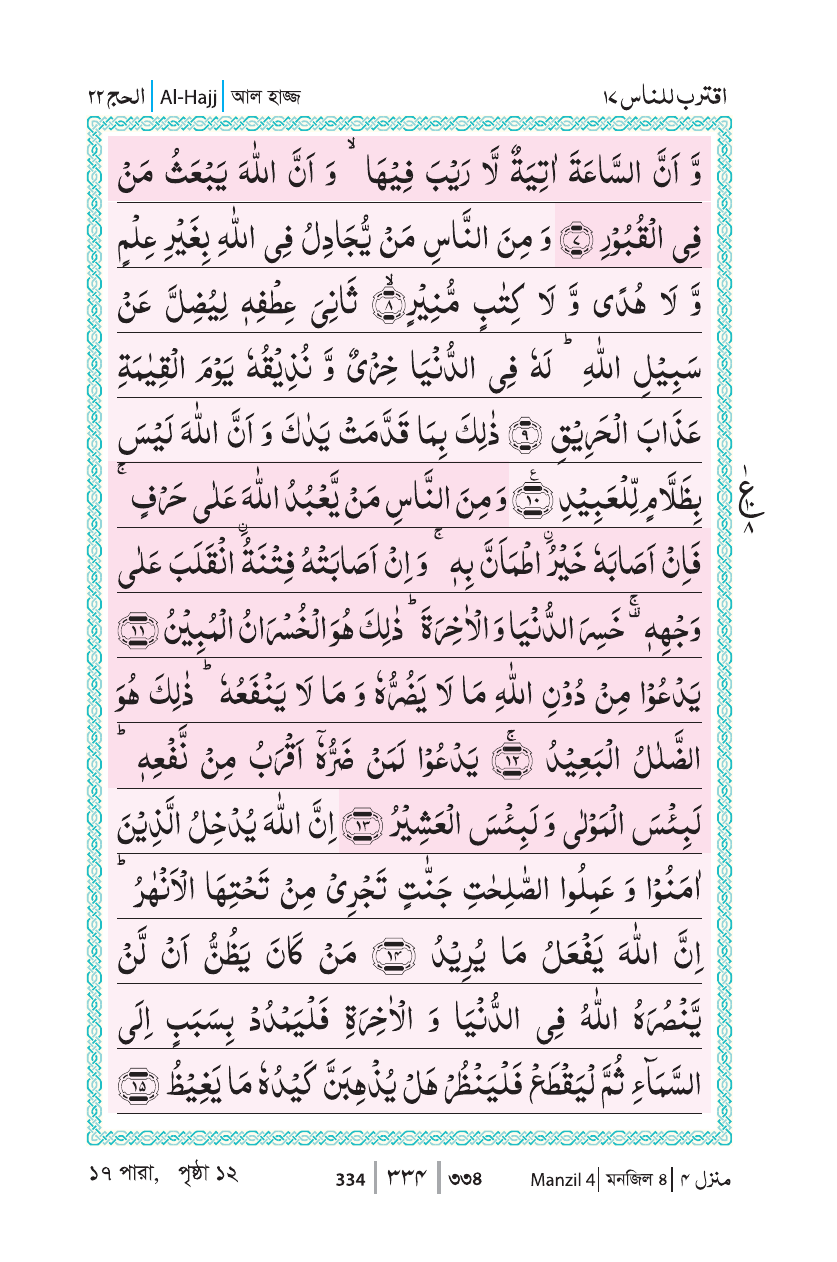 الحج ٢٢ | Al-Hajj | আল হাজ্জ
اقترب للناس ١٧
وَّ اَنَّ السَّاعَةَ اٰتِيَةٌ لَّا رَيْبَ فِيْهَا ۙ وَ اَنَّ اللّٰهَ يَبْعَثُ مَنْ
فِى الْقُبُوْرِ ﴿٧﴾ وَ مِنَ النَّاسِ مَنْ يُّجَادِلُ فِى اللّٰهِ بِغَيْرِ عِلْمٍ
وَّ لَا هُدًى وَّ لَا كِتٰبٍ مُّنِيْرٍ ۙ ﴿٨﴾ ثَانِىَ عِطْفِهٖ لِيُضِلَّ عَنْ
سَبِيْلِ اللّٰهِ ؕ لَهٗ فِى الدُّنْيَا خِزْىٌ وَّ نُذِيْقُهٗ يَوْمَ الْقِيٰمَةِ
عَذَابَ الْحَرِيْقِ ﴿٩﴾ ذٰلِكَ بِمَا قَدَّمَتْ يَدٰكَ وَ اَنَّ اللّٰهَ لَيْسَ
بِظَلَّامٍ لِّلْعَبِيْدِ ﴿١٠﴾ ع وَ مِنَ النَّاسِ مَنْ يَّعْبُدُ اللّٰهَ عَلٰى حَرْفٍ ۚ
ع ١٠ ٨
فَاِنْ اَصَابَهٗ خَيْرُ ۨ اطْمَاَنَّ بِهٖ ۚ وَ اِنْ اَصَابَتْهُ فِتْنَةُ ۨ انْقَلَبَ عَلٰى
وَجْهِهٖ ۫ۚ خَسِرَ الدُّنْيَا وَ الْاٰخِرَةَ ؕ ذٰلِكَ هُوَ الْخُسْرَانُ الْمُبِيْنُ ﴿١١﴾
يَدْعُوْا مِنْ دُوْنِ اللّٰهِ مَا لَا يَضُرُّهٗ وَ مَا لَا يَنْفَعُهٗ ؕ ذٰلِكَ هُوَ
الضَّلٰلُ الْبَعِيْدُ ۚ ﴿١٢﴾ يَدْعُوْا لَمَنْ ضَرُّهٗۤ اَقْرَبُ مِنْ نَّفْعِهٖ ؕ
لَبِئْسَ الْمَوْلٰى وَ لَبِئْسَ الْعَشِيْرُ ﴿١٣﴾ اِنَّ اللّٰهَ يُدْخِلُ الَّذِيْنَ
اٰمَنُوْا وَ عَمِلُوا الصّٰلِحٰتِ جَنّٰتٍ تَجْرِىْ مِنْ تَحْتِهَا الْاَنْهٰرُ ؕ
اِنَّ اللّٰهَ يَفْعَلُ مَا يُرِيْدُ ﴿١٤﴾ مَنْ كَانَ يَظُنُّ اَنْ لَّنْ
يَّنْصُرَهُ اللّٰهُ فِى الدُّنْيَا وَ الْاٰخِرَةِ فَلْيَمْدُدْ بِسَبَبٍ اِلَى
السَّمَآءِ ثُمَّ لْيَقْطَعْ فَلْيَنْظُرْ هَلْ يُذْهِبَنَّ كَيْدُهٗ مَا يَغِيْظُ ﴿١٥﴾
১৭ পারা, পৃষ্ঠা ১২
334 | ٣٣٤ | ৩৩৪
Manzil 4 | মনজিল ৪ | منزل ۴